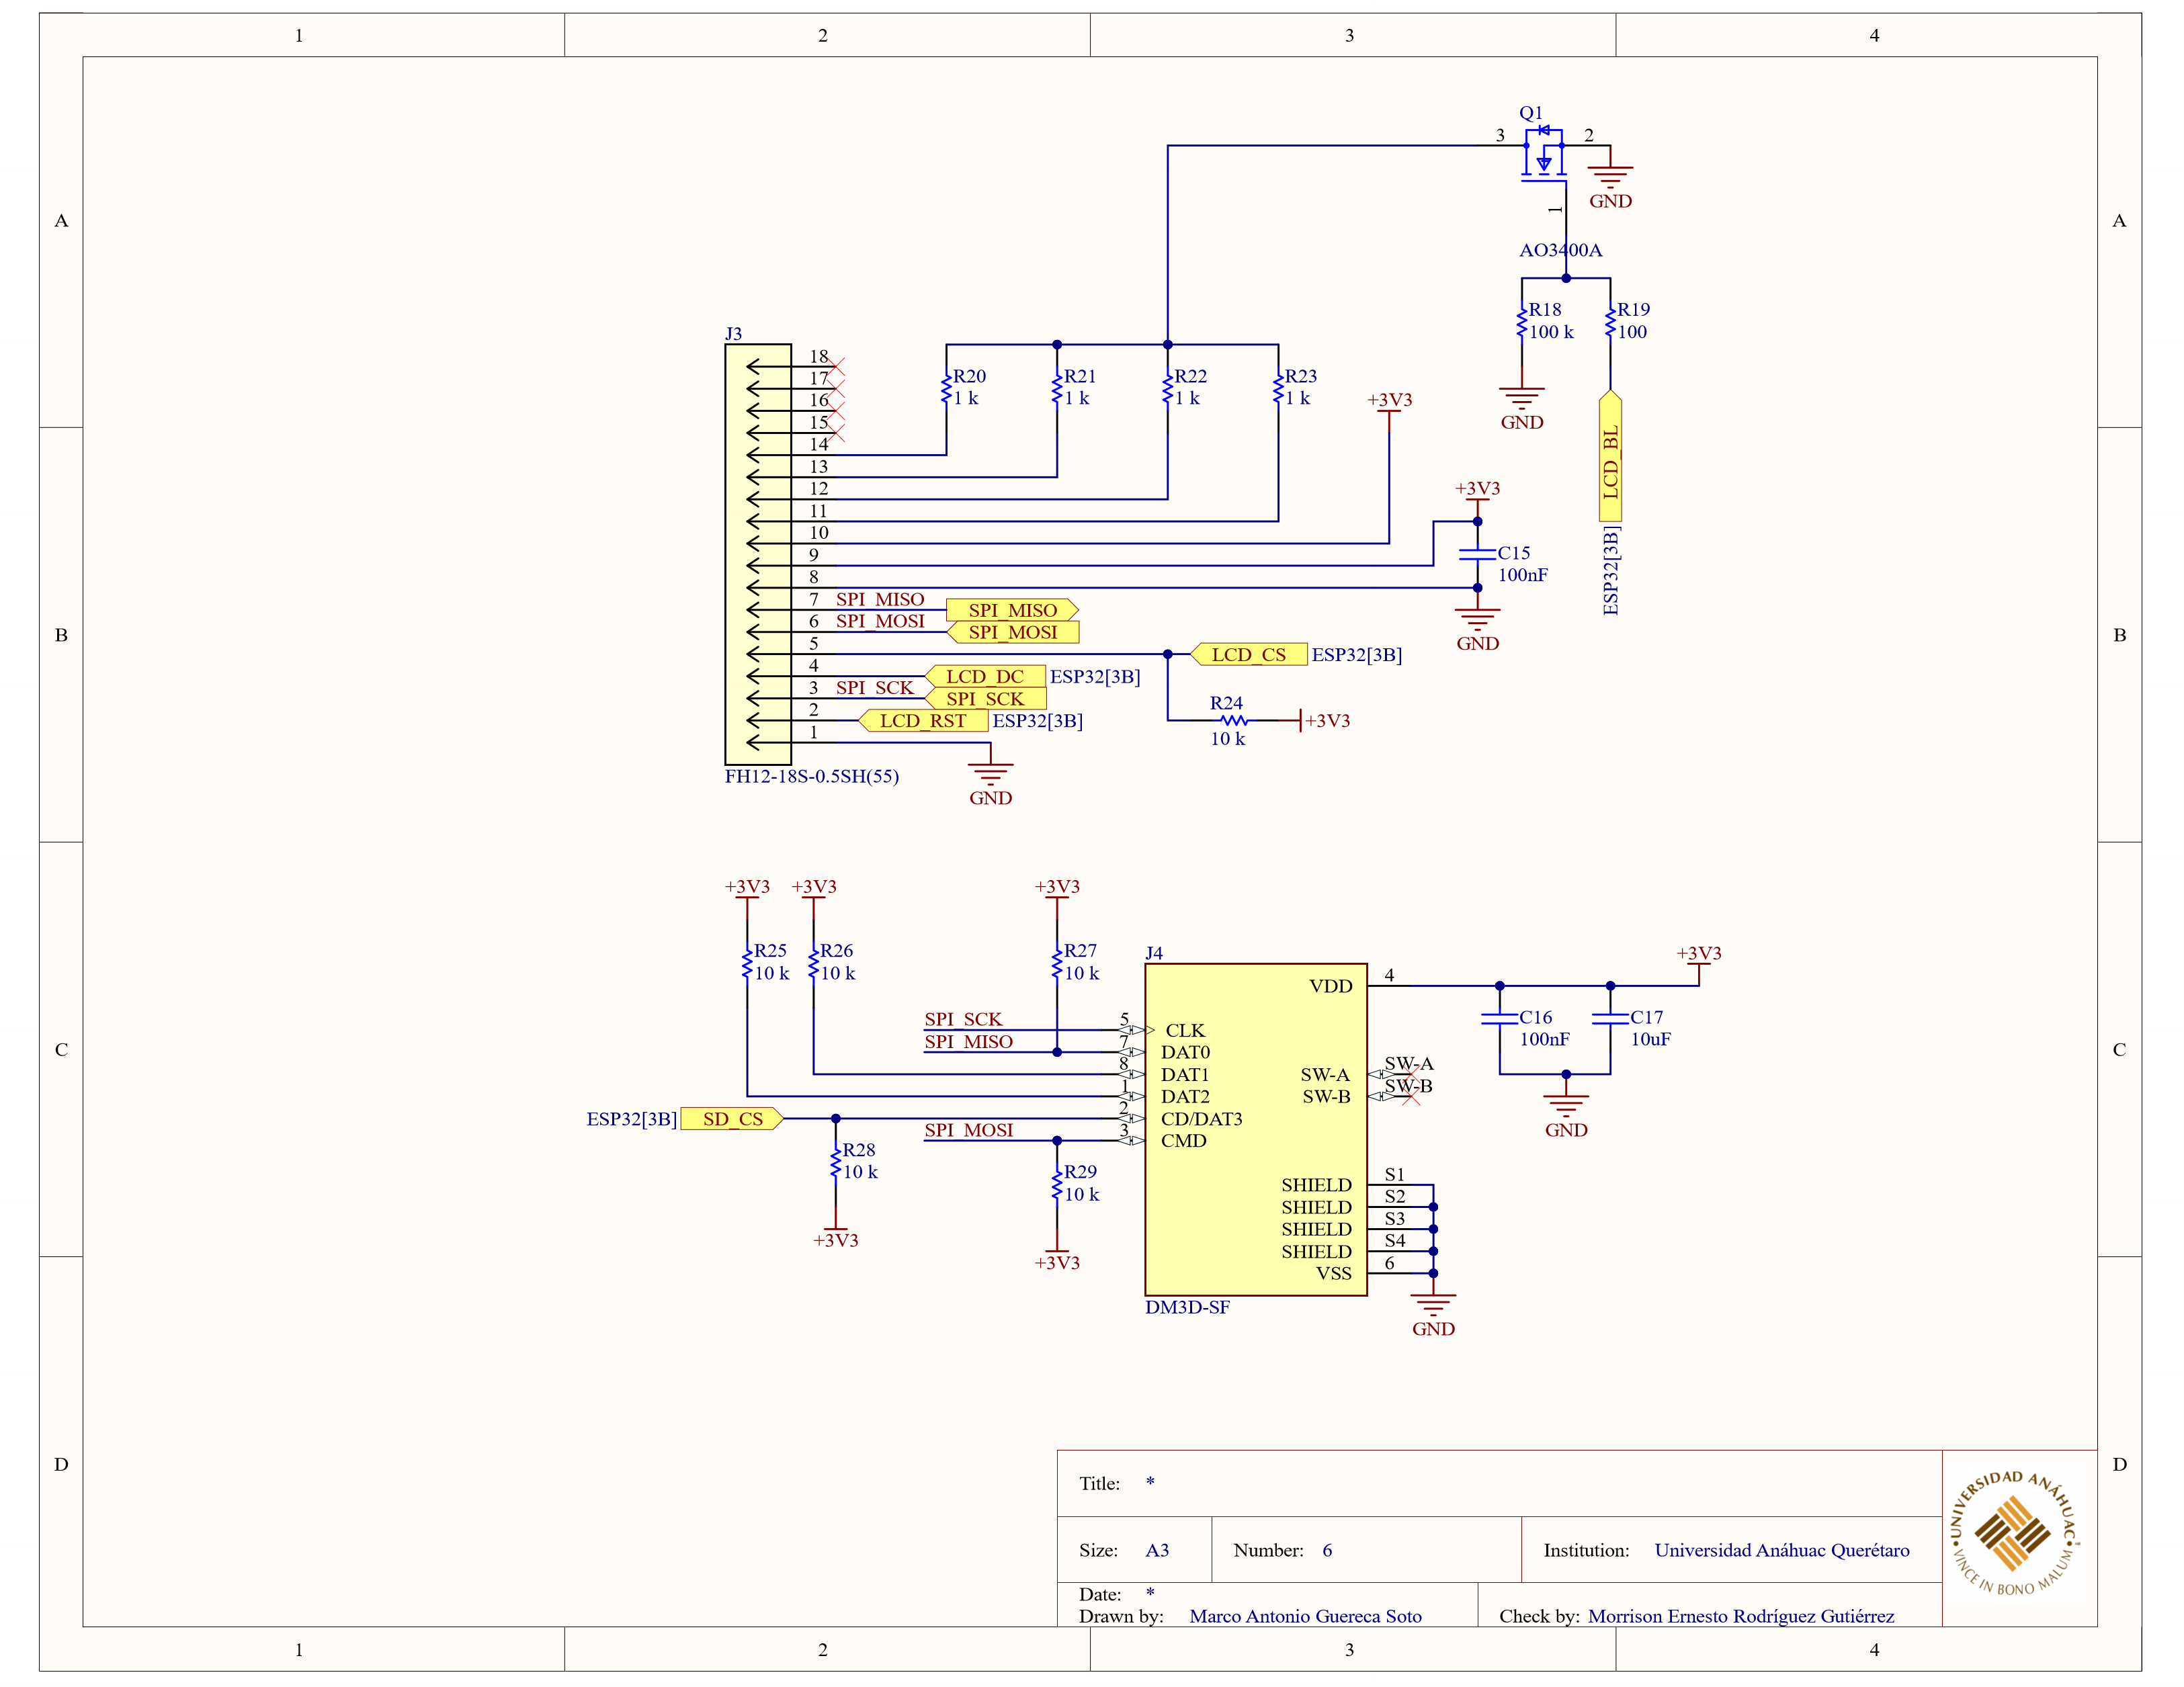 1 2 3 4
Q1
3 2
GND
1
A A
AO3400A
R18 R19
100 k 100
J3
18
17
16
15
14
13
12
11
10
9
8
7
6
5
4
3
2
1
R20 R21 R22 R23
1 k 1 k 1 k 1 k
+3V3
GND
LCD_BL
ESP32[3B]
+3V3
C15
100nF
GND
SPI_MISO SPI_MISO
SPI_MOSI SPI_MOSI
B B
LCD_CS ESP32[3B]
LCD_DC ESP32[3B]
SPI_SCK SPI_SCK
R24
LCD_RST ESP32[3B] +3V3
10 k
FH12-18S-0.5SH(55)
GND
+3V3 +3V3 +3V3
R25 R26 R27
10 k 10 k 10 k
J4
VDD 4
+3V3
C16 C17
100nF 10uF
GND
SPI_SCK 5 CLK
SPI_MISO 7 DAT0
8 DAT1
1 DAT2
ESP32[3B] SD_CS 2 CD/DAT3
SPI_MOSI 3 CMD
SW-A SW-A
SW-B SW-B
C C
R28
10 k
+3V3
R29
10 k
+3V3
SHIELD S1
SHIELD S2
SHIELD S3
SHIELD S4
VSS 6
DM3D-SF
GND
D D
Title: *
Size: A3 Number: 6 Institution: Universidad Anáhuac Querétaro
Date: *
Drawn by: Marco Antonio Guereca Soto Check by: Morrison Ernesto Rodríguez Gutiérrez
UNIVERSIDAD ANÁHUAC
VINCE IN BONO MALUM
1 2 3 4